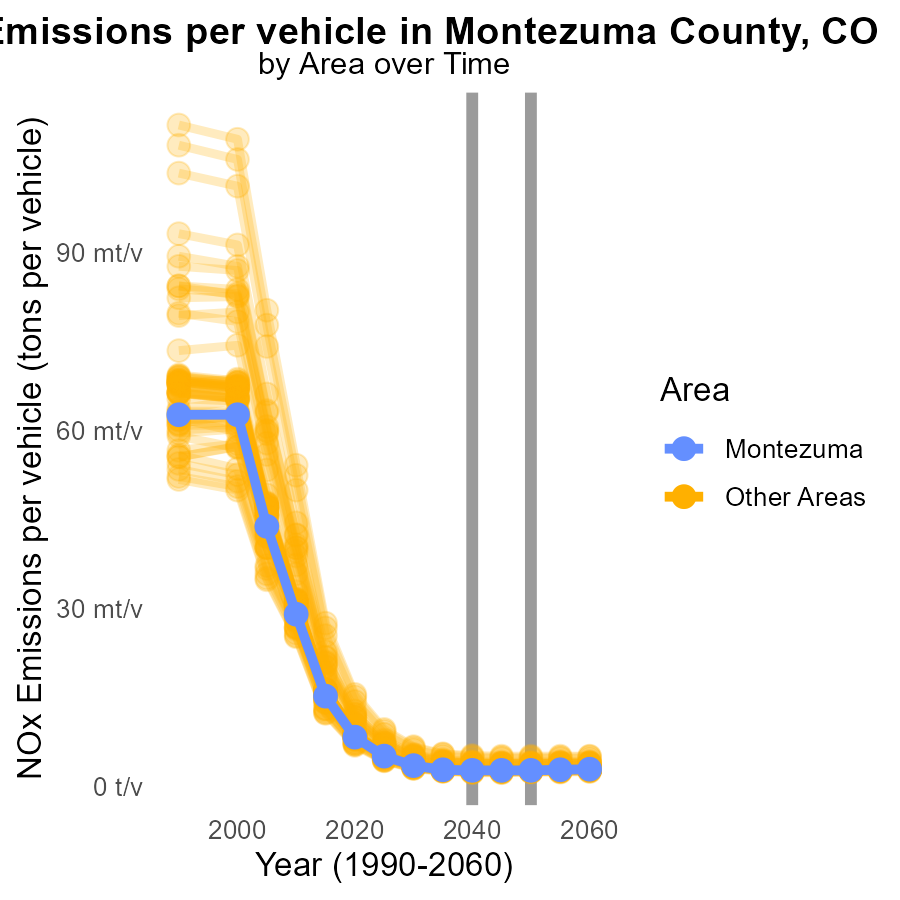 Emissions per vehicle in Montezuma County, CO
by Area over Time
NOx Emissions per vehicle (tons per vehicle)
90 mt/v
60 mt/v
30 mt/v
0 t/v
2000 2020 2040 2060
Year (1990-2060)
Area
Montezuma
Other Areas